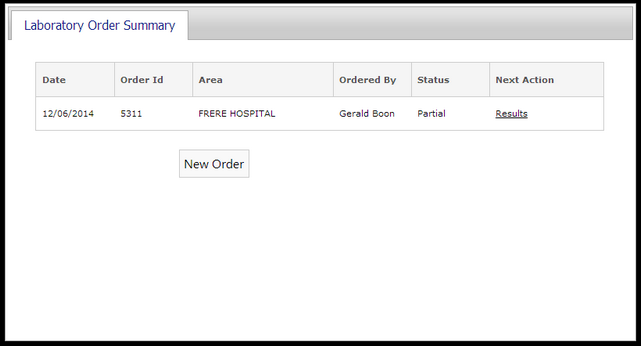 Laboratory Order Summary
Date Order Id Area Ordered By Status Next Action
12/06/2014 5311 FRERE HOSPITAL Gerald Boon Partial Results
New Order